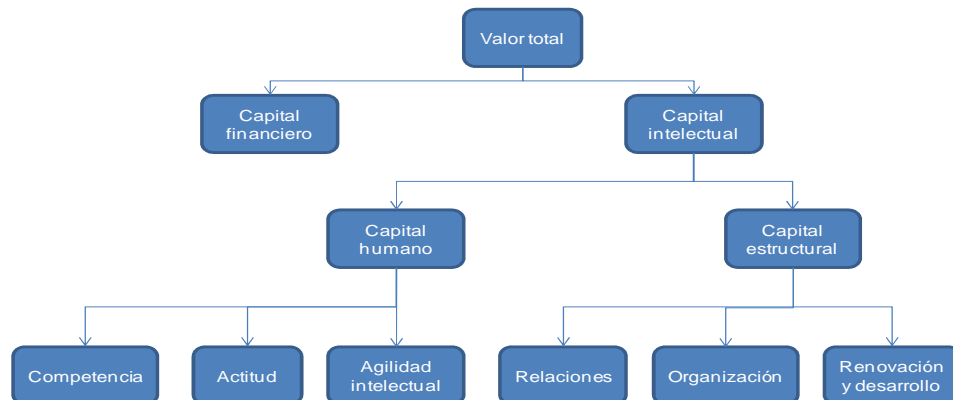 Valor total
Capital
financiero
Capital
intelectual
Capital
humano
Capital
estructural
Competencia
Actitud
Agilidad
intelectual
Relaciones
Organización
Renovación
y desarrollo